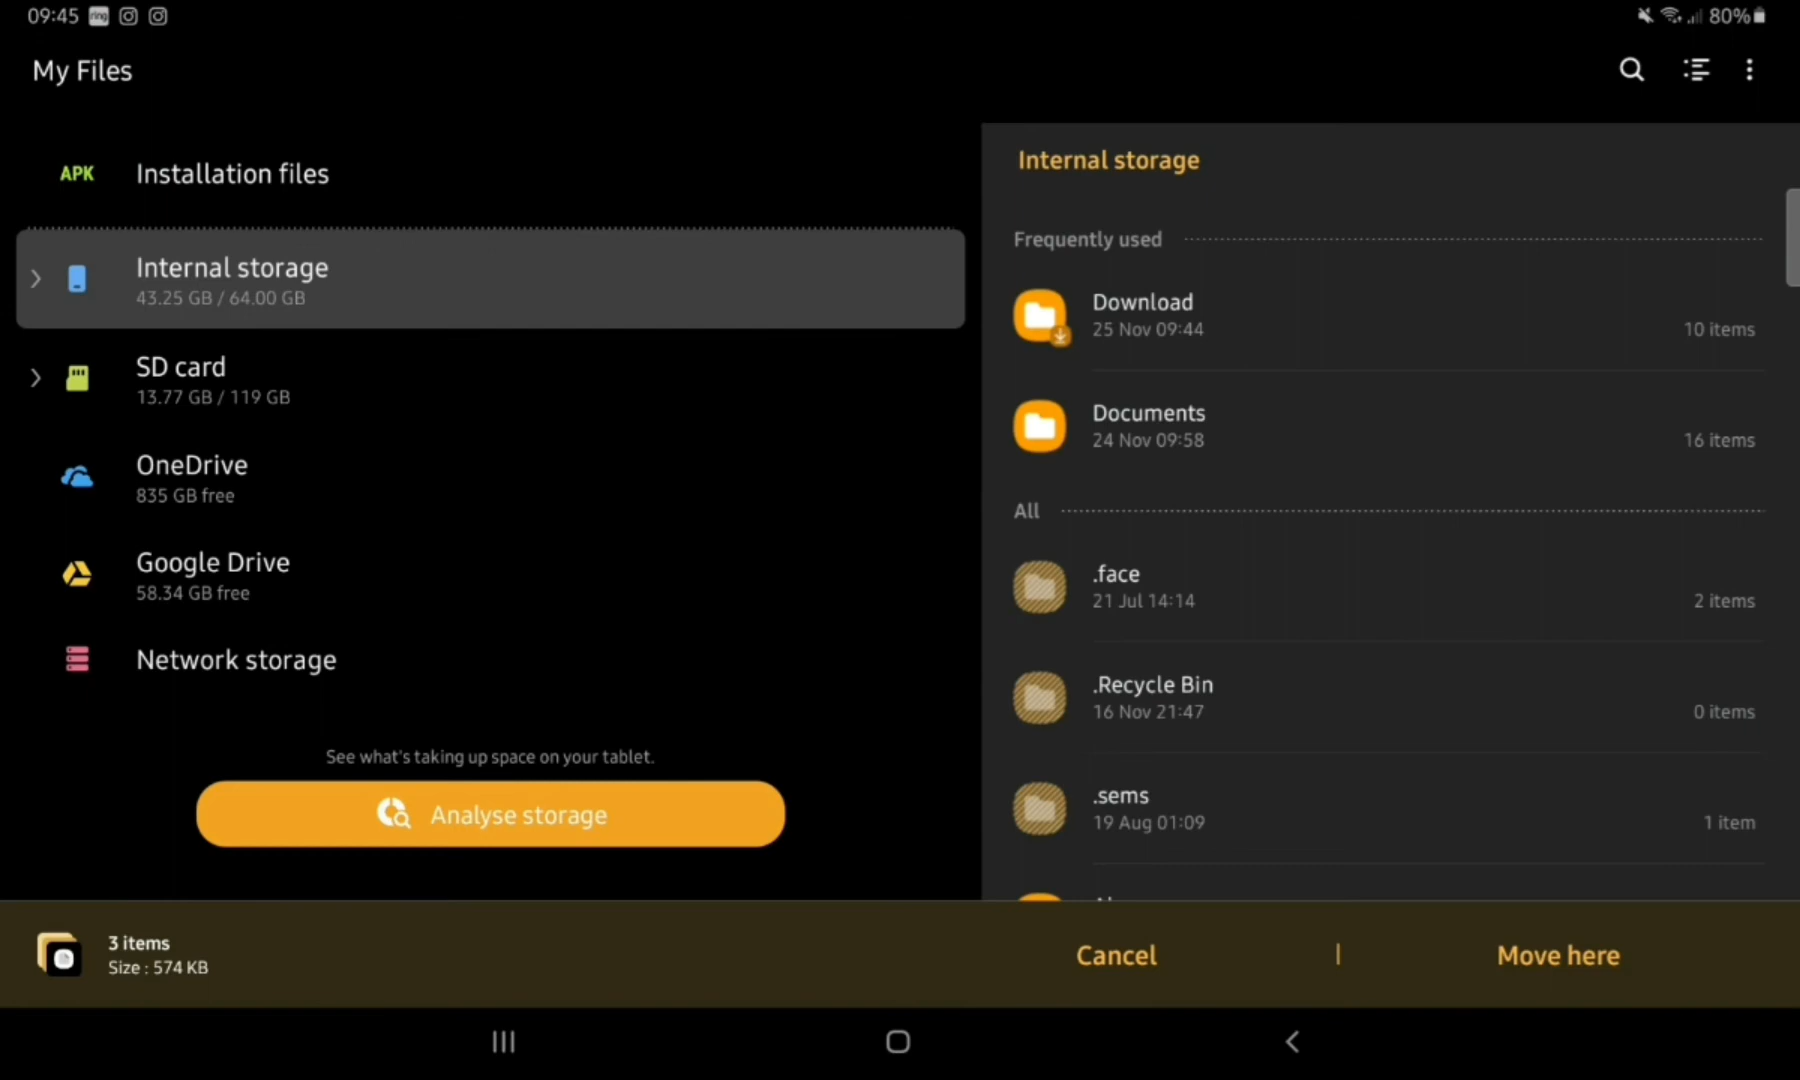 09:45 ring
80%
My Files
APK Installation files
Internal storage
43.25 GB / 64.00 GB
SD card
13.77 GB / 119 GB
OneDrive
835 GB free
Google Drive
58.34 GB free
Network storage
See what's taking up space on your tablet.
Analyse storage
Internal storage
Frequently used
Download
25 Nov 09:44
10 items
Documents
24 Nov 09:58
16 items
All
.face
21 Jul 14:14
2 items
.Recycle Bin
16 Nov 21:47
0 items
.sems
19 Aug 01:09
1 item
3 items
Size : 574 KB
Cancel
Move here